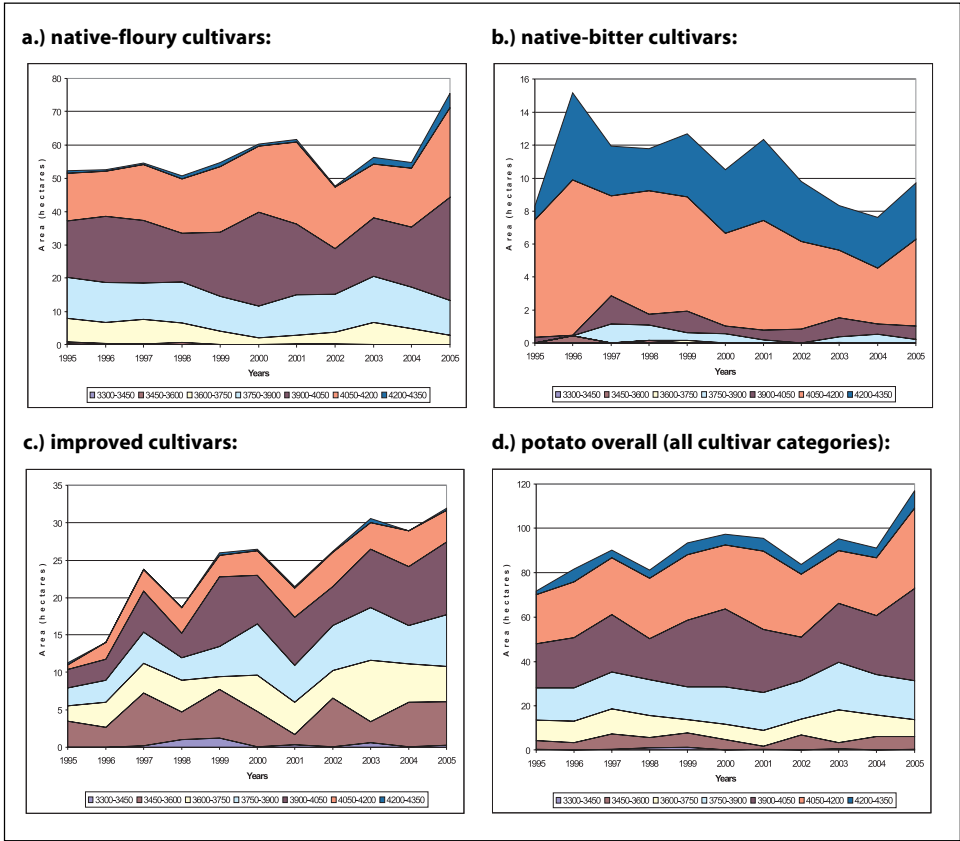 a.) native-floury cultivars:
80
70
60
50
40
30
20
10
0
Area (hectares)
1995 1996 1997 1998 1999 2000 2001 2002 2003 2004 2005
Years
3300-3450 3450-3600 3600-3750 3750-3900 3900-4050 4050-4200 4200-4350
b.) native-bitter cultivars:
16
14
12
10
8
6
4
2
0
Area (hectares)
1995 1996 1997 1998 1999 2000 2001 2002 2003 2004 2005
Years
3300-3450 3450-3600 3600-3750 3750-3900 3900-4050 4050-4200 4200-4350
c.) improved cultivars:
35
30
25
20
15
10
5
0
Area (hectares)
1995 1996 1997 1998 1999 2000 2001 2002 2003 2004 2005
Years
3300-3450 3450-3600 3600-3750 3750-3900 3900-4050 4050-4200 4200-4350
d.) potato overall (all cultivar categories):
120
100
80
60
40
20
0
Area (hectares)
1995 1996 1997 1998 1999 2000 2001 2002 2003 2004 2005
Years
3300-3450 3450-3600 3600-3750 3750-3900 3900-4050 4050-4200 4200-4350